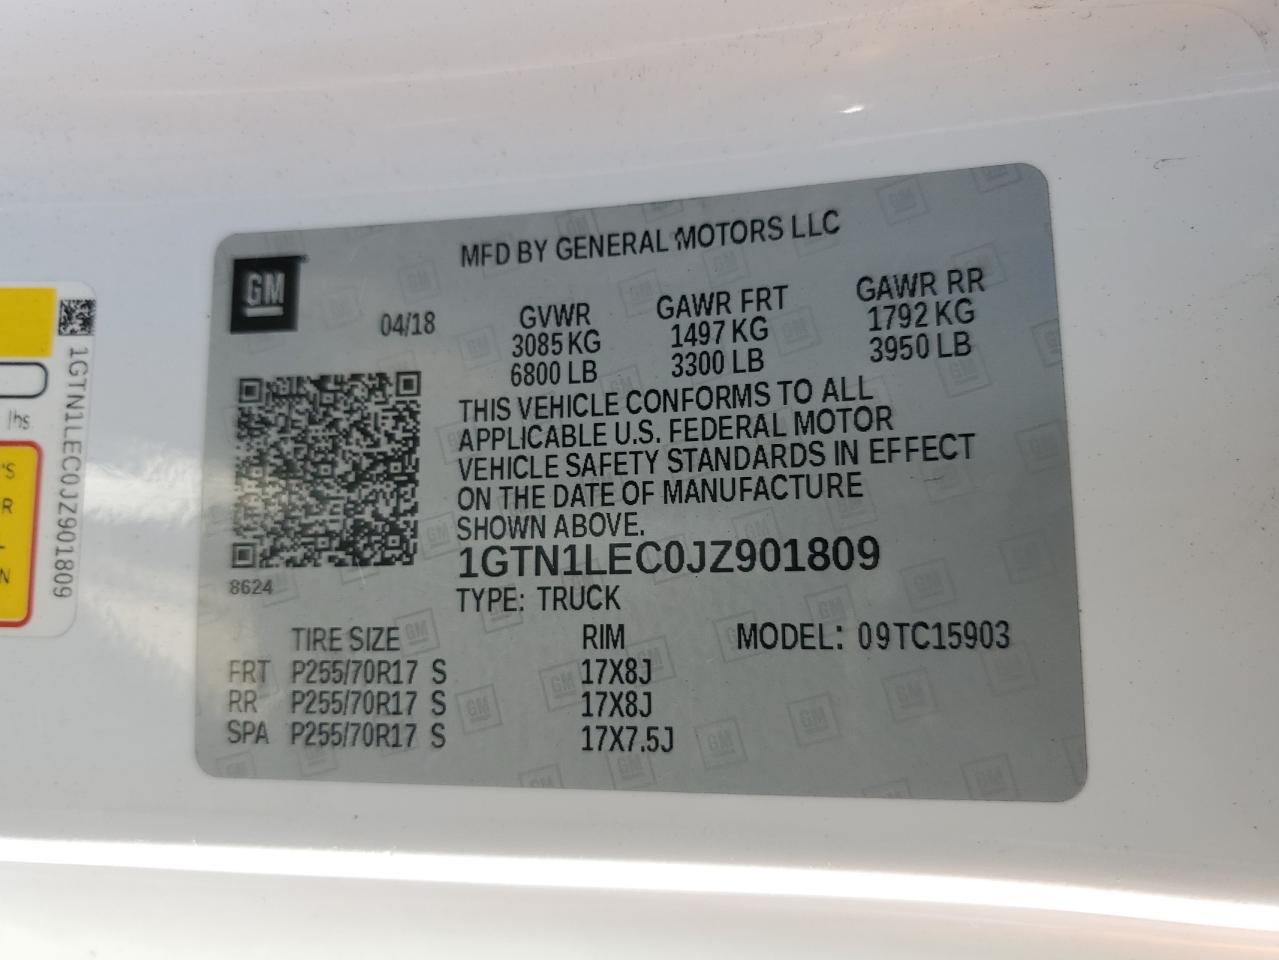 MFD BY GENERAL MOTORS LLC
GM
04/18
GVWR GAWR FRT GAWR RR
3085 KG 1497 KG 1792 KG
6800 LB 3300 LB 3950 LB
THIS VEHICLE CONFORMS TO ALL
APPLICABLE U.S. FEDERAL MOTOR
VEHICLE SAFETY STANDARDS IN EFFECT
ON THE DATE OF MANUFACTURE
SHOWN ABOVE.
8624
1GTN1LEC0JZ901809
TYPE: TRUCK
TIRE SIZE RIM MODEL: 09TC15903
FRT P255/70R17 S 17X8J
RR P255/70R17 S 17X8J
SPA P255/70R17 S 17X7.5J
1GTN1LEC0JZ901809
lbs